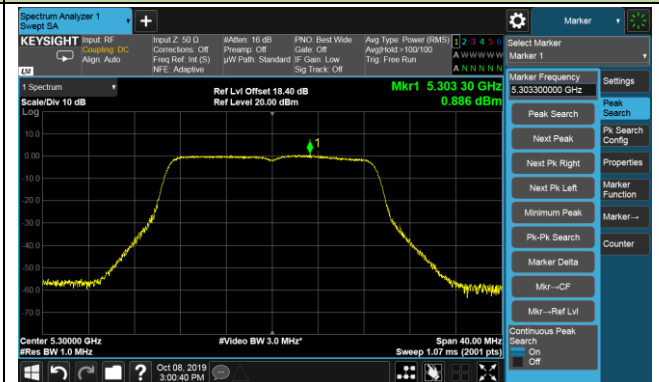 Spectrum Analyzer 1
Swept SA
+
Marker
KEYSIGHT
Input: RF
Coupling: DC
Align: Auto
Input Z: 50 Ω
Corrections: Off
Freq Ref: Int (S)
NFE: Adaptive
#Atten: 16 dB
Preamp: Off
µW Path: Standard
PNO: Best Wide
Gate: Off
IF Gain: Low
Sig Track: Off
Avg Type: Power (RMS)
Avg|Hold:>100/100
Trig: Free Run
1 2 3 4 5 6
A W W W W W
A N N N N N
LXI
Select Marker
Marker 1
1 Spectrum
Scale/Div 10 dB
Log
Ref Lvl Offset 18.40 dB
Ref Level 20.00 dBm
Mkr1 5.303 30 GHz
0.886 dBm
Marker Frequency
5.303300000 GHz
Peak Search
Next Peak
Next Pk Right
Next Pk Left
Minimum Peak
Pk-Pk Search
Marker Delta
Mkr→CF
Mkr→Ref Lvl
Continuous Peak
Search
On
Off
Settings
Peak
Search
Pk Search
Config
Properties
Marker
Function
Marker→
Counter
10.0
0.00
-10.0
-20.0
-30.0
-40.0
-50.0
-60.0
-70.0
1
Center 5.30000 GHz
#Res BW 1.0 MHz
#Video BW 3.0 MHz*
Span 40.00 MHz
Sweep 1.07 ms (2001 pts)
?
Oct 08, 2019
3:00:40 PM